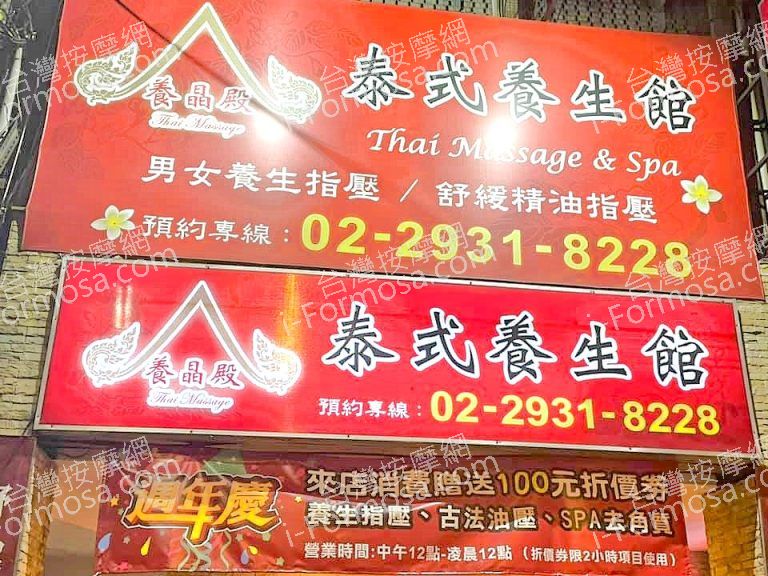 養晶殿
Thai Massage
泰式養生館
Thai Massage & Spa
男女養生指壓 / 舒緩精油指壓
預約專線：02-2931-8228
養晶殿
Thai Massage
泰式養生館
預約專線：02-2931-8228
週年慶
來店消費贈送100元折價券
養生指壓、古法油壓、SPA去角質
營業時間:中午12點-凌晨12點 （折價券限2小時項目使用）
台灣按摩網
i-Formosa.com